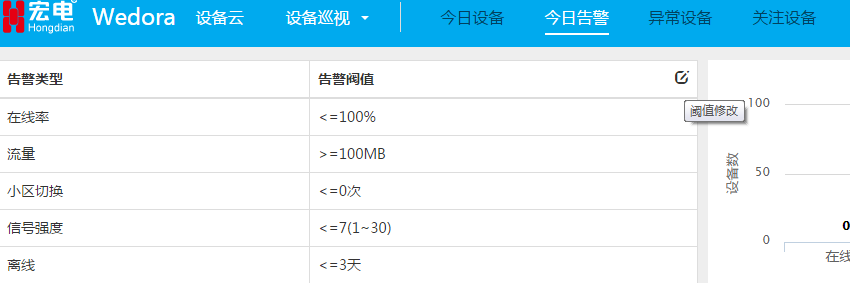 宏电 Hongdian Wedora 设备云 设备巡视 今日设备 今日告警 异常设备 关注设备
告警类型 告警阀值
阈值修改
在线率 <=100%
流量 >=100MB
小区切换 <=0次
信号强度 <=7(1~30)
离线 <=3天
设备数
100
50
0
0
在线